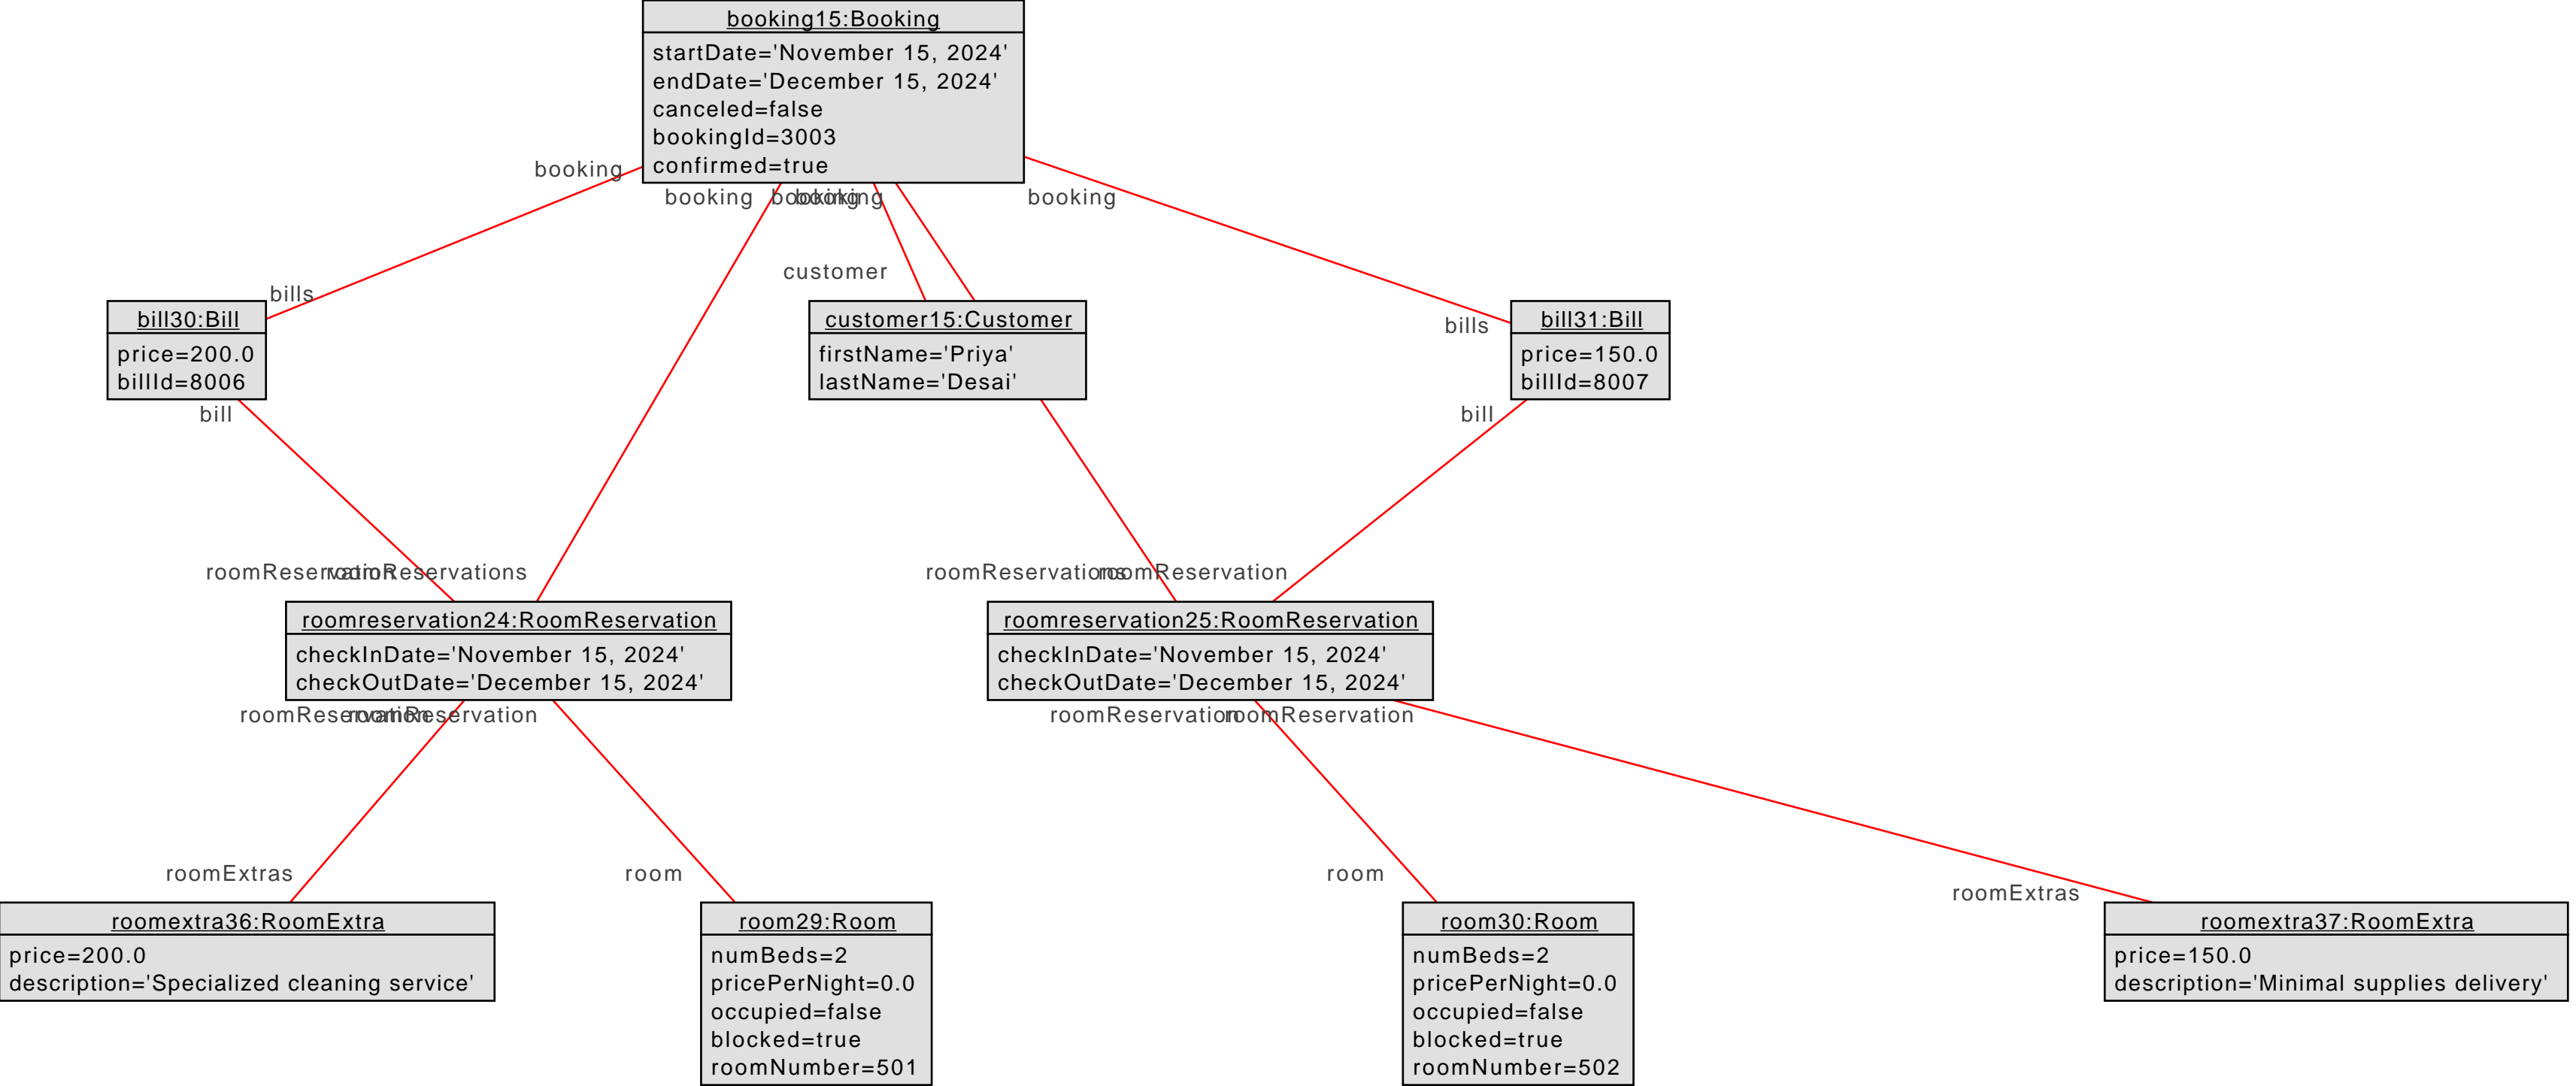 booking15:Booking
startDate='November 15, 2024'
endDate='December 15, 2024'
canceled=false
bookingId=3003
confirmed=true
booking
booking
booking
booking
booking
customer
bills
bills
bill30:Bill
price=200.0
billId=8006
customer15:Customer
firstName='Priya'
lastName='Desai'
bill31:Bill
price=150.0
billId=8007
bill
bill
roomReservation
roomReservations
roomReservations
roomReservation
roomreservation24:RoomReservation
checkInDate='November 15, 2024'
checkOutDate='December 15, 2024'
roomreservation25:RoomReservation
checkInDate='November 15, 2024'
checkOutDate='December 15, 2024'
roomReservation
roomReservation
roomReservation
roomReservation
roomExtras
room
room
roomExtras
roomextra36:RoomExtra
price=200.0
description='Specialized cleaning service'
room29:Room
numBeds=2
pricePerNight=0.0
occupied=false
blocked=true
roomNumber=501
room30:Room
numBeds=2
pricePerNight=0.0
occupied=false
blocked=true
roomNumber=502
roomextra37:RoomExtra
price=150.0
description='Minimal supplies delivery'